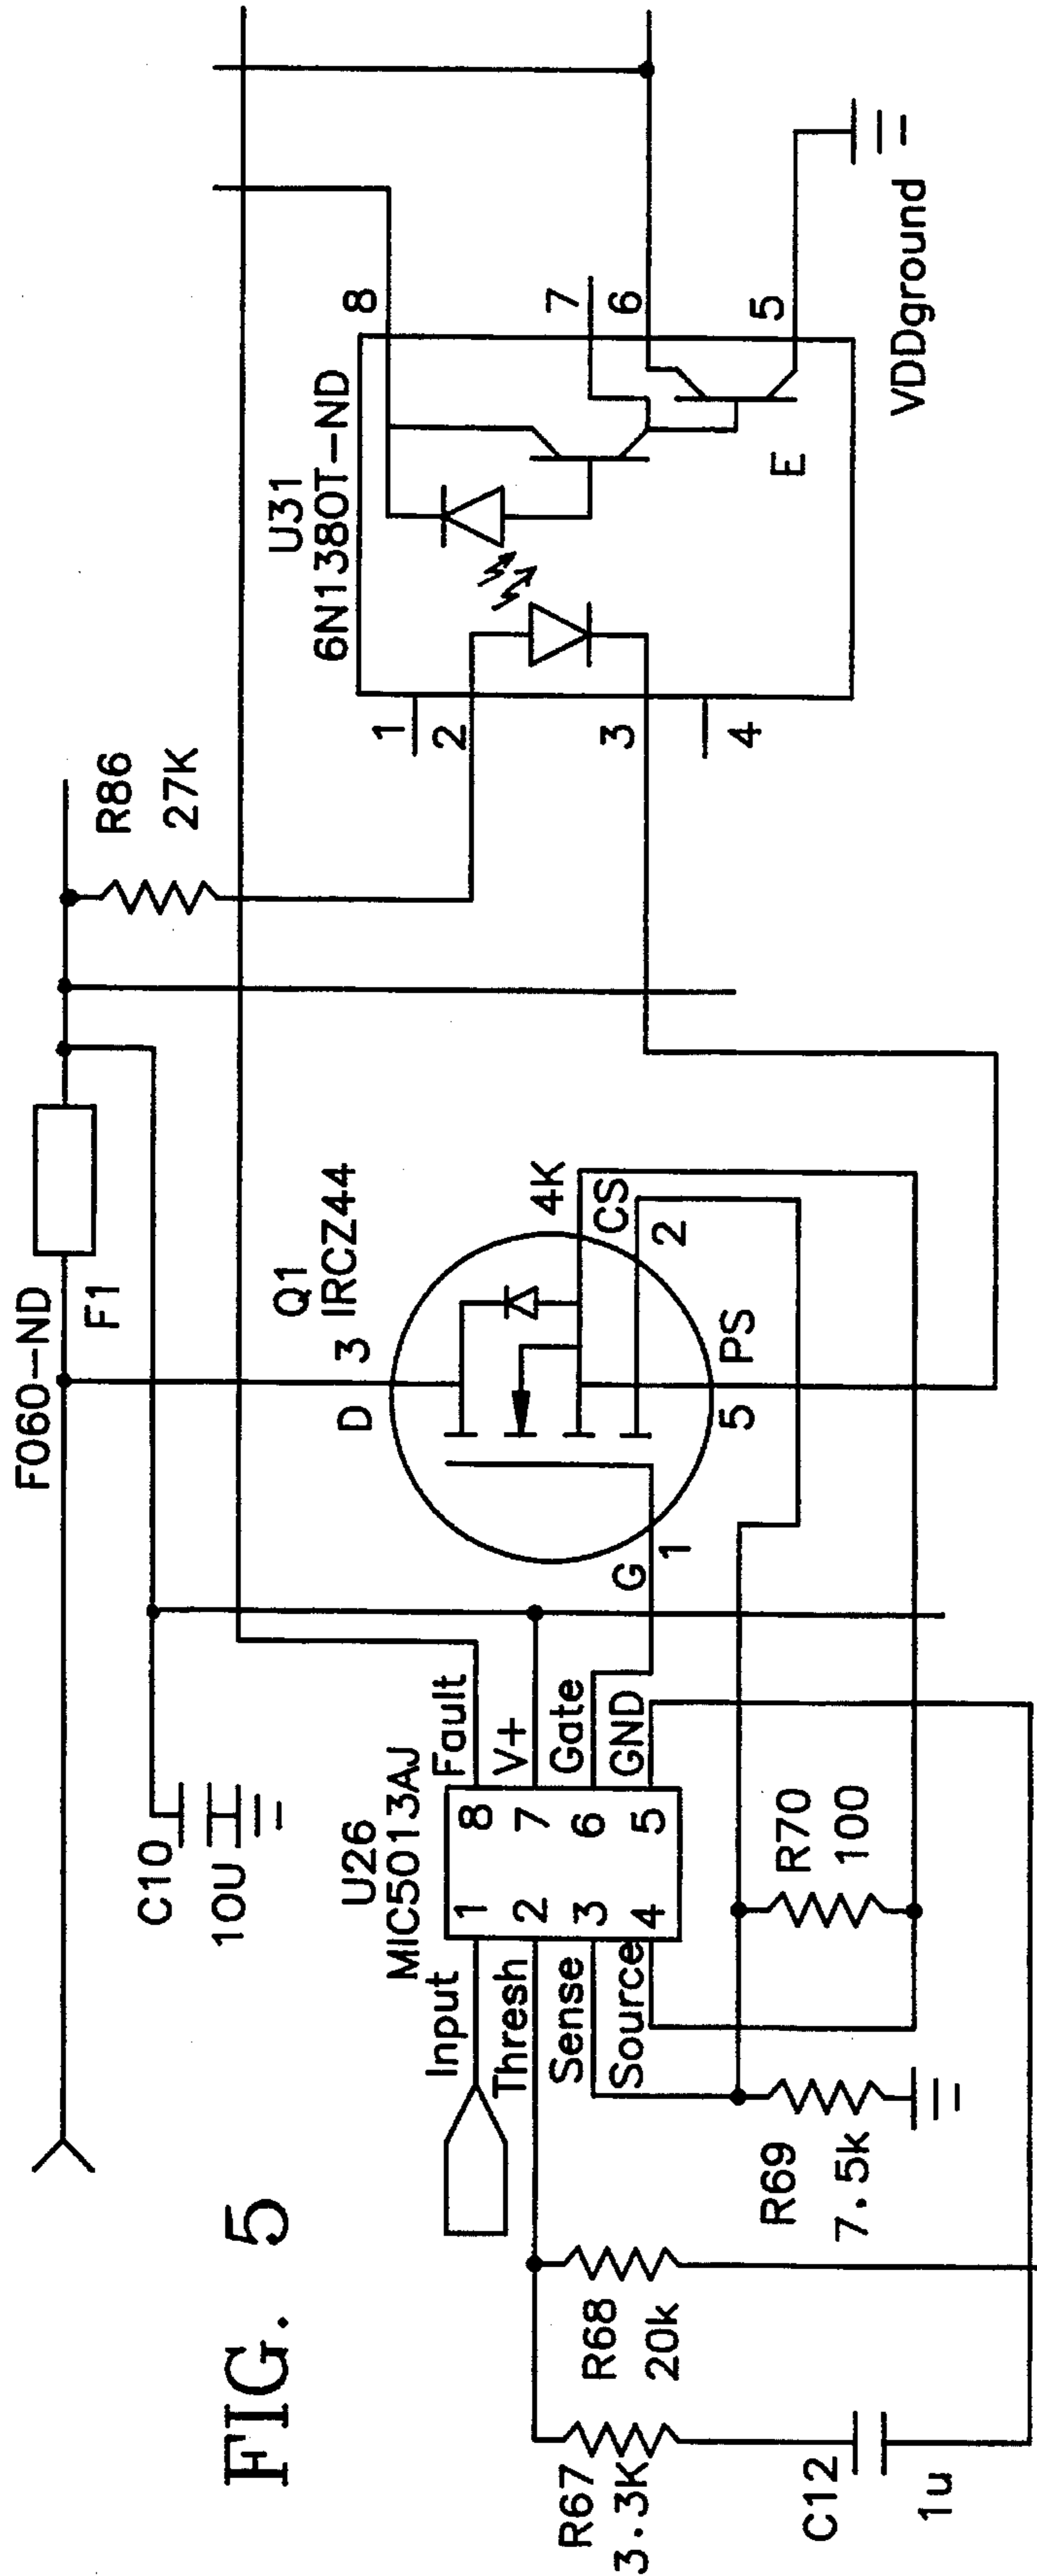 FIG. 5
F060-ND
F1
R86
27K
C10
10U
U26
MIC5013AJ
Input
Thresh
Sense
Source
1
2
3
4
8
7
6
5
Fault
V+
Gate
GND
Q1
IRCZ44
D
3
4K
CS
2
G
1
5
PS
U31
6N1380T-ND
1
2
3
4
8
7
6
5
E
VDDground
R67
3.3K
R68
20k
C12
1u
R69
7.5k
R70
100